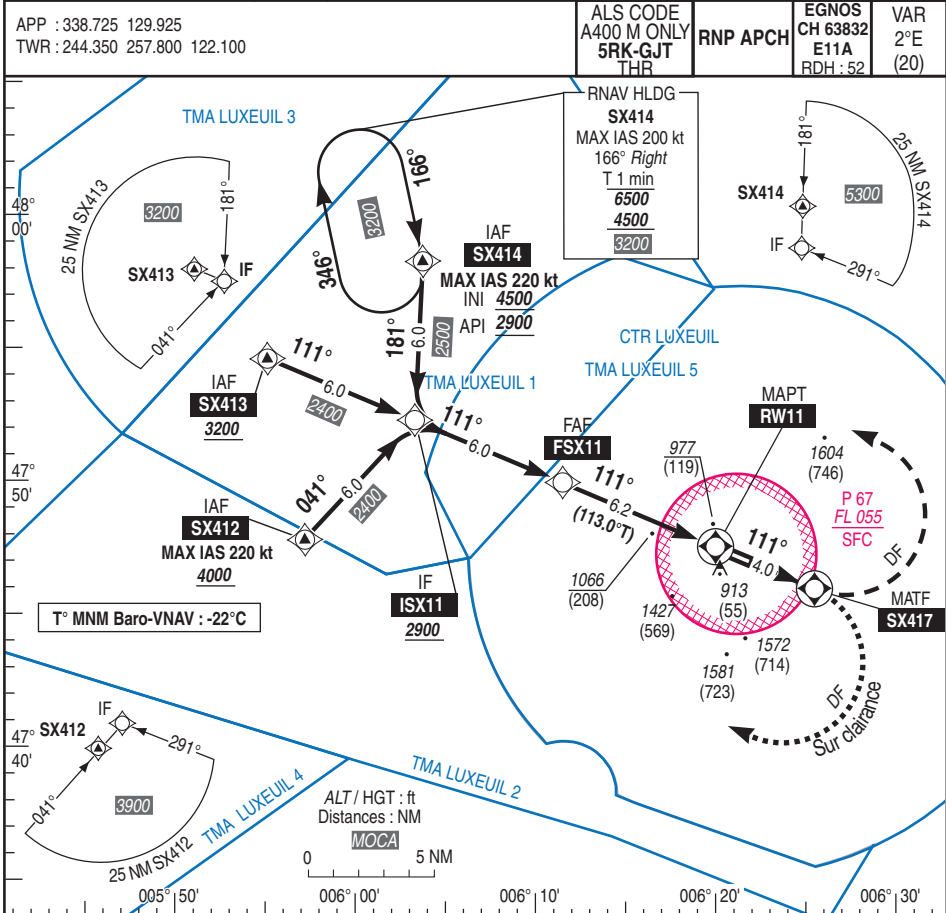 APP : 338.725 129.925
TWR : 244.350 257.800 122.100
ALS CODE
A400 M ONLY
5RK-GJT
THR
RNP APCH
EGNOS
CH 63832
E11A
RDH : 52
VAR
2°E
(20)
TMA LUXEUIL 3
RNAV HLDG
SX414
MAX IAS 200 kt
166° Right
T 1 min
6500
4500
3200
25 NM SX413
3200
181°
SX413
IF
041°
48°
00'
346°
3200
166°
IAF
SX414
MAX IAS 220 kt
INI 4500
API 2900
181°
SX414
5300
25 NM SX414
IF
291°
181°
6.0
2500
CTR LUXEUIL
TMA LUXEUIL 1
TMA LUXEUIL 5
IAF
SX413
3200
111°
6.0
2400
111°
6.0
FAF
FSX11
MAPT
RW11
47°
50'
IAF
SX412
MAX IAS 220 kt
4000
041°
6.0
2400
111°
6.2
(113.0°T)
977
(119)
1604
(746)
P 67
FL 055
SFC
111°
4.0
DF
MATF
SX417
IF
ISX11
2900
1066
(208)
913
(55)
1427
(569)
1572
(714)
1581
(723)
DF
Sur clairance
T° MNM Baro-VNAV : -22°C
47°
40'
SX412
IF
291°
041°
3900
25 NM SX412
TMA LUXEUIL 4
TMA LUXEUIL 2
ALT / HGT : ft
Distances : NM
MOCA
0 5 NM
005° 50' 006° 00' 006° 10' 006° 20' 006° 30'